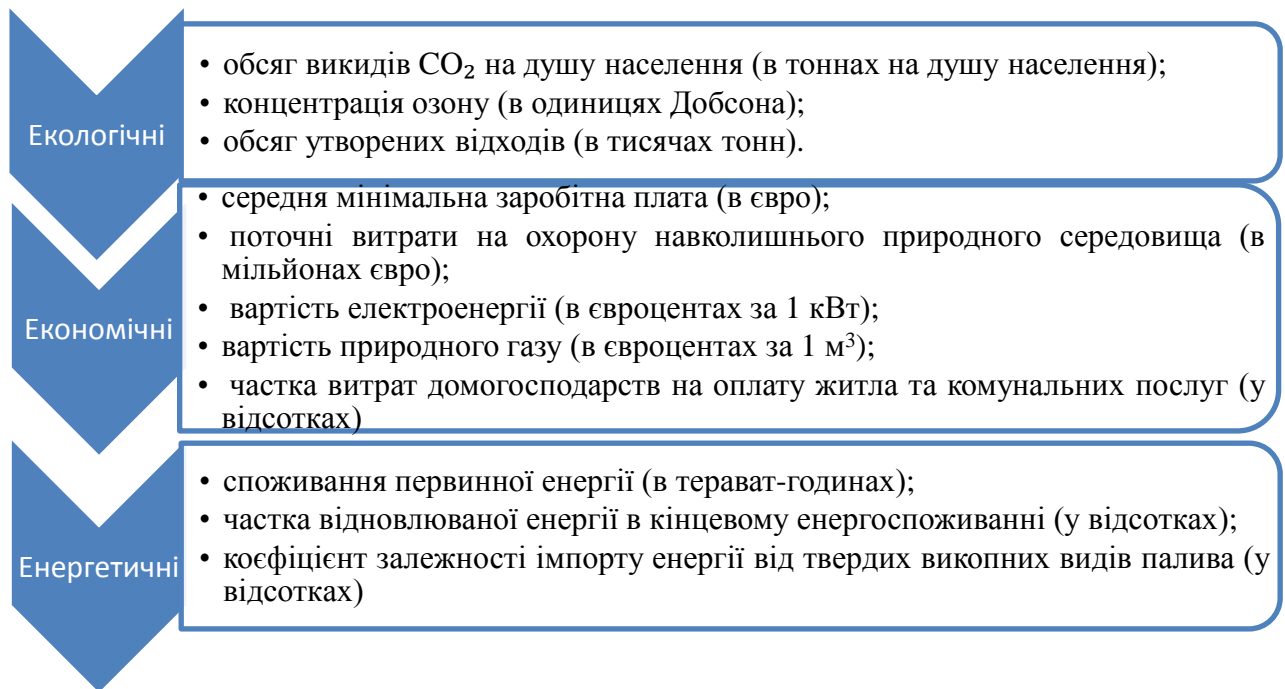 Екологічні
• обсяг викидів CO₂ на душу населення (в тоннах на душу населення);
• концентрація озону (в одиницях Добсона);
• обсяг утворених відходів (в тисячах тонн).
Економічні
• середня мінімальна заробітна плата (в євро);
• поточні витрати на охорону навколишнього природного середовища (в
мільйонах євро);
• вартість електроенергії (в євроцентах за 1 кВт);
• вартість природного газу (в євроцентах за 1 м³);
• частка витрат домогосподарств на оплату житла та комунальних послуг (у
відсотках)
Енергетичні
• споживання первинної енергії (в терават-годинах);
• частка відновлюваної енергії в кінцевому енергоспоживанні (у відсотках);
• коєфіцієнт залежності імпорту енергії від твердих викопних видів палива (у
відсотках)